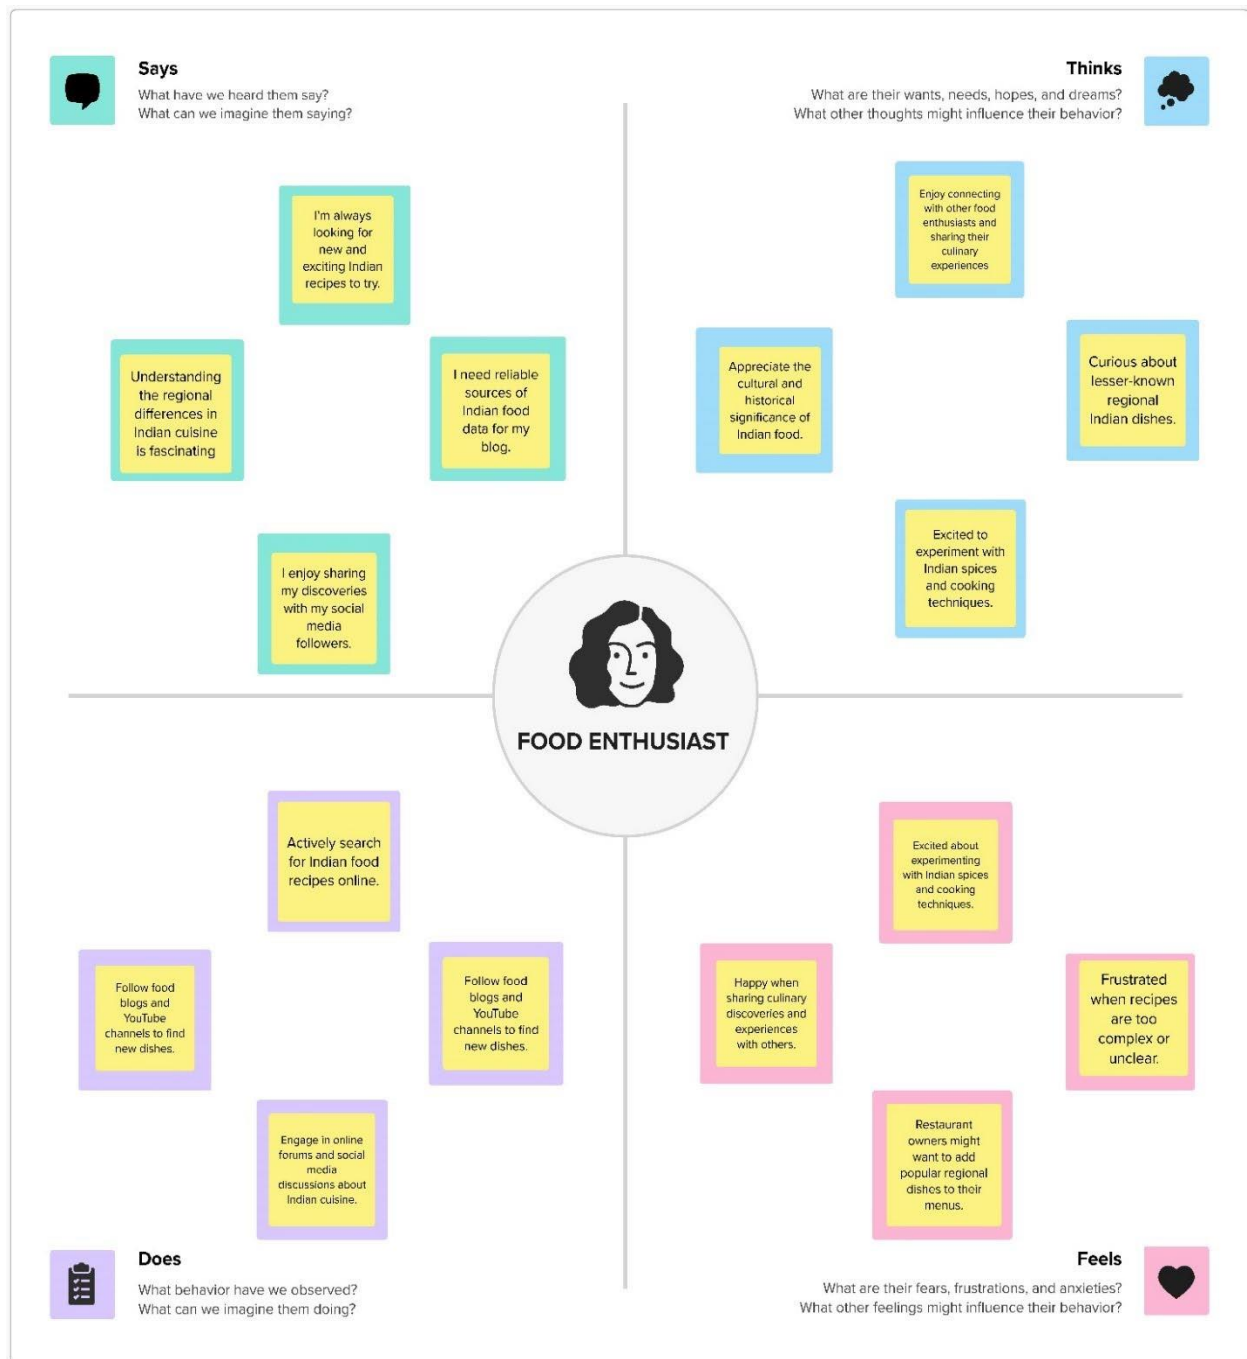 Says
What have we heard them say?
What can we imagine them saying?
I'm always
looking for
new and
exciting Indian
recipes to try.
Understanding
the regional
differences in
Indian cuisine
is fascinating
I need reliable
sources of
Indian food
data for my
blog.
I enjoy sharing
my discoveries
with my social
media
followers.
Thinks
What are their wants, needs, hopes, and dreams?
What other thoughts might influence their behavior?
Enjoy connecting
with other food
enthusiasts and
sharing their
culinary
experiences
Appreciate the
cultural and
historical
significance of
Indian food.
Curious about
lesser-known
regional
Indian dishes.
Excited to
experiment with
Indian spices
and cooking
techniques.
FOOD ENTHUSIAST
Actively search
for Indian food
recipes online.
Follow food
blogs and
YouTube
channels to find
new dishes.
Follow food
blogs and
YouTube
channels to find
new dishes.
Engage in online
forums and social
media
discussions about
Indian cuisine.
Does
What behavior have we observed?
What can we imagine them doing?
Excited about
experimenting
with Indian spices
and cooking
techniques.
Happy when
sharing culinary
discoveries and
experiences
with others.
Frustrated
when recipes
are too
complex or
unclear.
Restaurant
owners might
want to add
popular regional
dishes to their
menus.
Feels
What are their fears, frustrations, and anxieties?
What other feelings might influence their behavior?